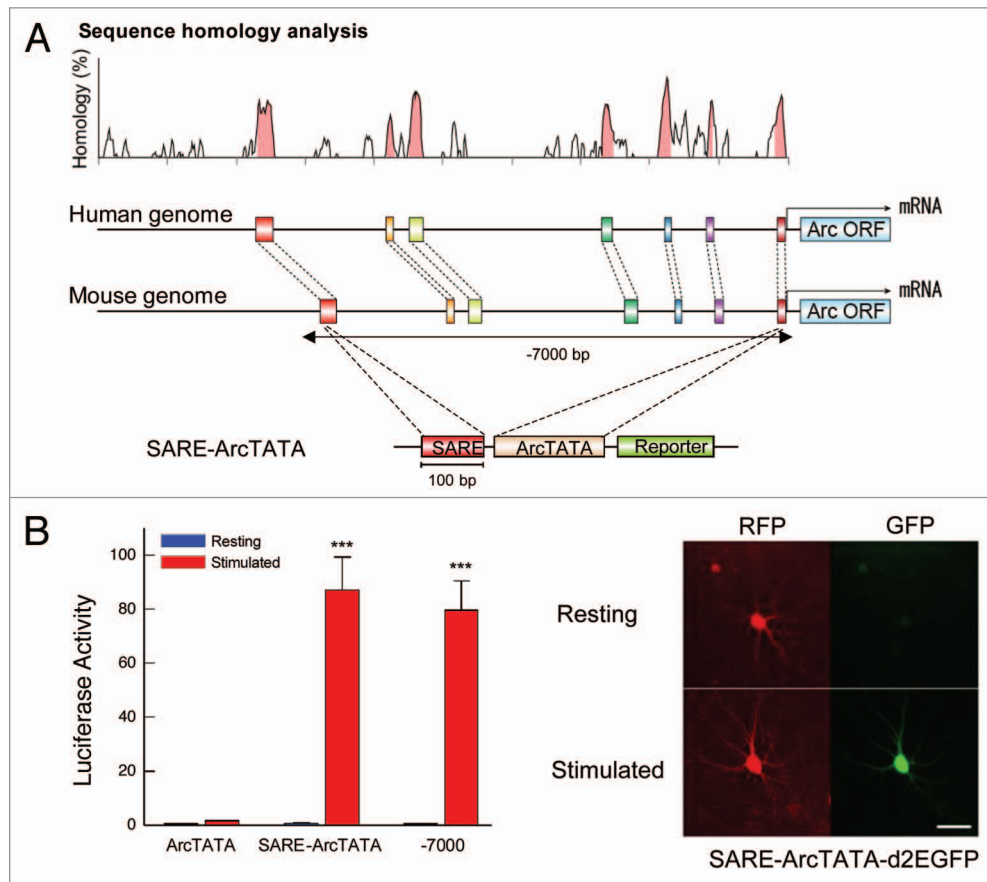 A
Sequence homology analysis
Homology (%)
Human genome
mRNA
Arc ORF
Mouse genome
mRNA
Arc ORF
-7000 bp
SARE-ArcTATA
SARE
ArcTATA
Reporter
100 bp
B
Resting
Stimulated
Luciferase Activity
100
80
60
40
20
0
***
***
ArcTATA
SARE-ArcTATA
-7000
RFP
GFP
Resting
Stimulated
SARE-ArcTATA-d2EGFP